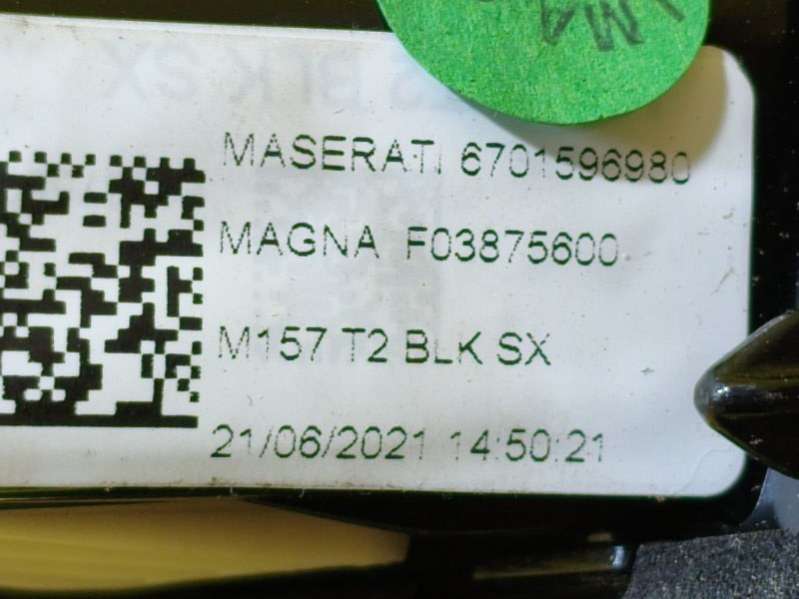 MASERATI 6701596980
MAGNA F03875600
M157 T2 BLK SX
21/06/2021 14:50:21